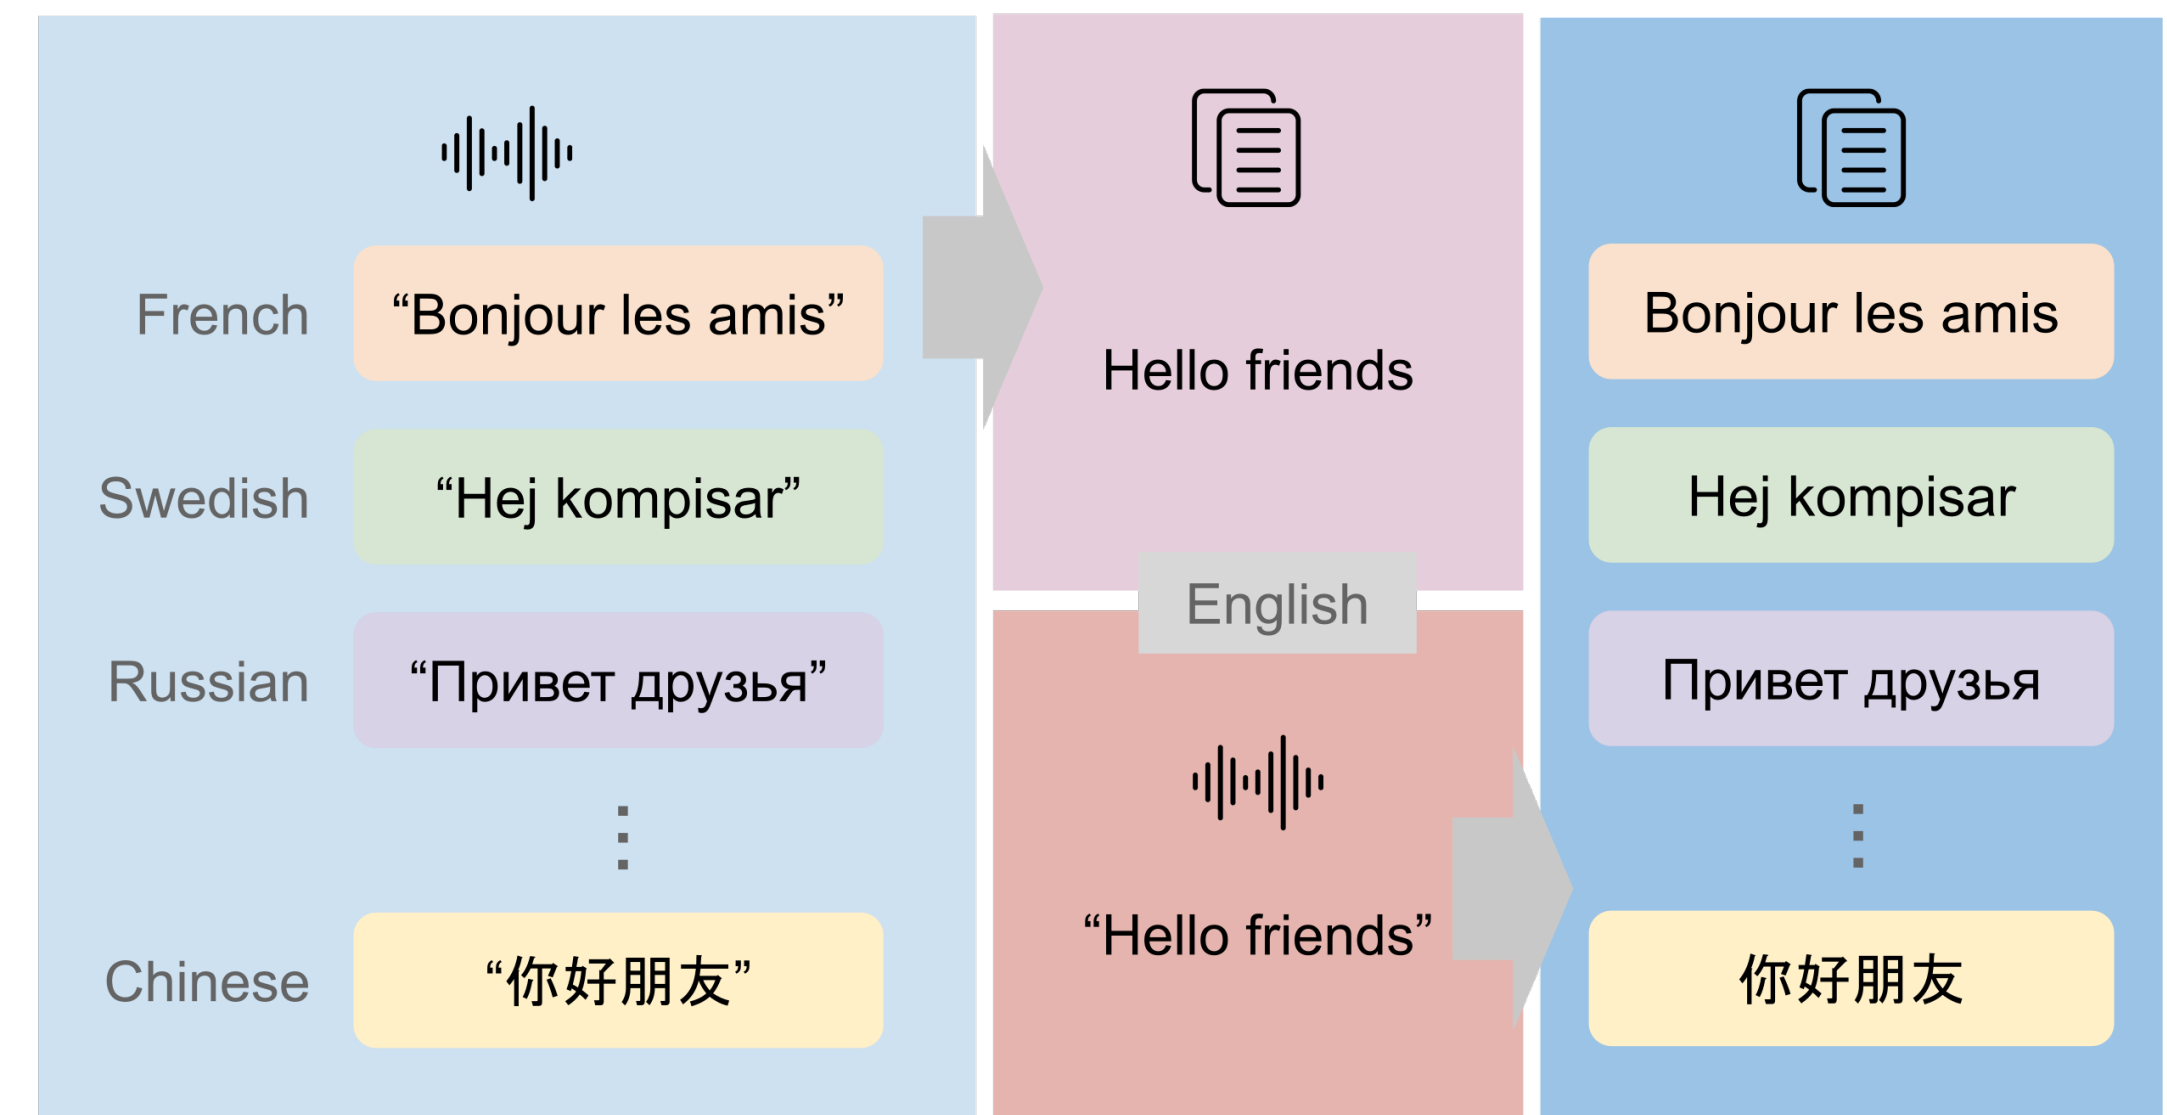 French
“Bonjour les amis”
Swedish
“Hej kompisar”
Russian
“Привет друзья”
Chinese
“你好朋友”
Hello friends
English
“Hello friends”
Bonjour les amis
Hej kompisar
Привет друзья
你好朋友